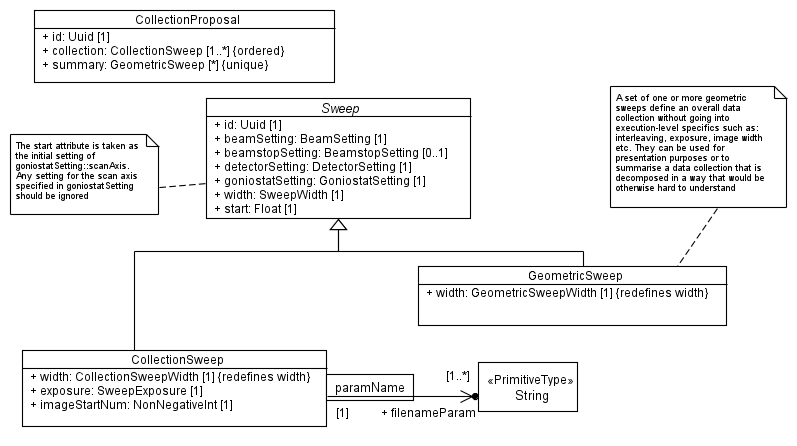 CollectionProposal
+ id: Uuid [1]
+ collection: CollectionSweep [1..*] {ordered}
+ summary: GeometricSweep [*] {unique}
Sweep
+ id: Uuid [1]
+ beamSetting: BeamSetting [1]
+ beamstopSetting: BeamstopSetting [0..1]
+ detectorSetting: DetectorSetting [1]
+ goniostatSetting: GoniostatSetting [1]
+ width: SweepWidth [1]
+ start: Float [1]
The start attribute is taken as
the initial setting of
goniostatSetting::scanAxis.
Any setting for the scan axis
specified in goniostatSetting
should be ignored
A set of one or more geometric
sweeps define an overall data
collection without going into
execution-level specifics such as:
interleaving, exposure, image width
etc. They can be used for
presentation purposes or to
summarise a data collection that is
decomposed in a way that would be
otherwise hard to understand
GeometricSweep
+ width: GeometricSweepWidth [1] {redefines width}
CollectionSweep
+ width: CollectionSweepWidth [1] {redefines width}
+ exposure: SweepExposure [1]
+ imageStartNum: NonNegativeInt [1]
paramName
[1]
[1..*]
+ filenameParam
«PrimitiveType»
String